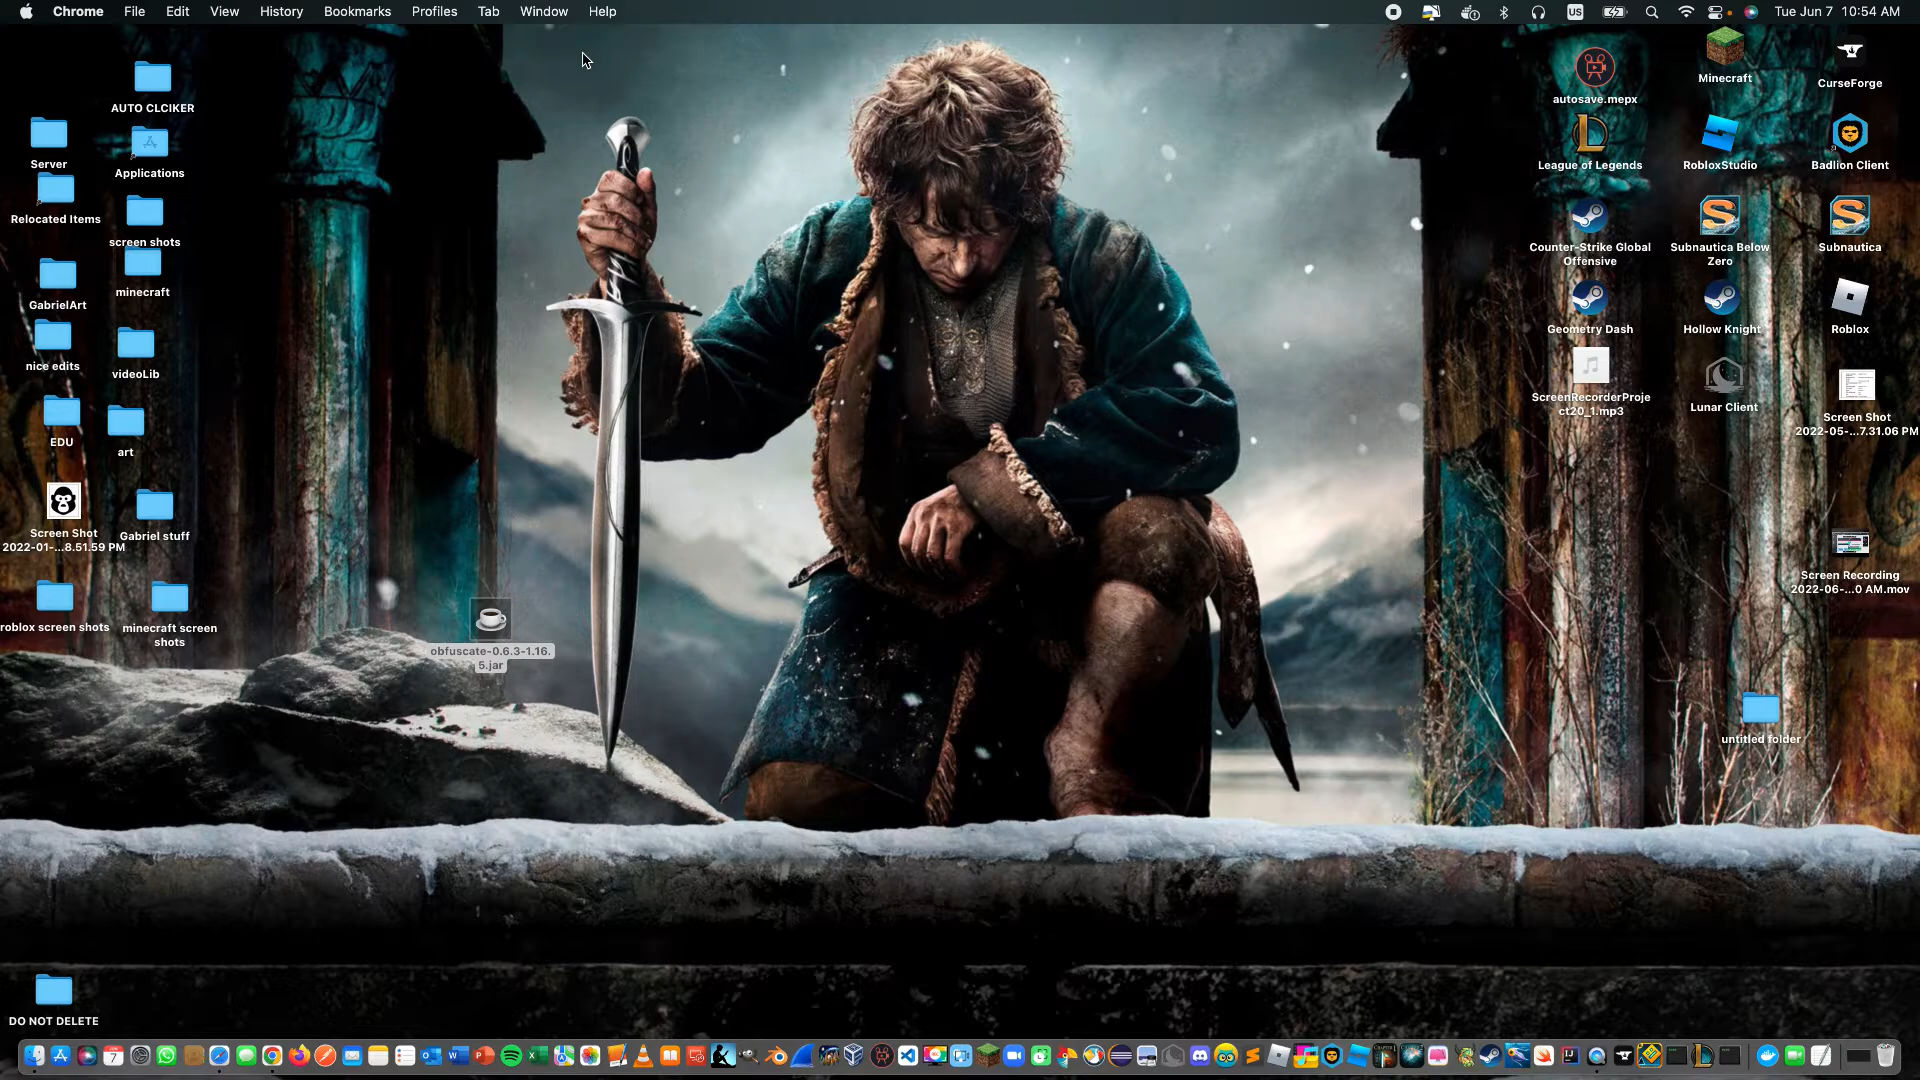 Chrome File Edit View History Bookmarks Profiles Tab Window Help
US
Tue Jun 7 10:54 AM
AUTO CLCIKER
Server
Applications
Relocated Items
screen shots
GabrielArt
minecraft
nice edits
videoLib
EDU
art
Screen Shot
2022-01-...8.51.59 PM
Gabriel stuff
roblox screen shots
minecraft screen
shots
obfuscate-0.6.3-1.16.
5.jar
DO NOT DELETE
autosave.mepx
Minecraft
CurseForge
League of Legends
RobloxStudio
Badlion Client
Counter-Strike Global
Offensive
Subnautica Below
Zero
Subnautica
Geometry Dash
Hollow Knight
Roblox
ScreenRecorderProje
ct20_1.mp3
Lunar Client
Screen Shot
2022-05-...7.31.06 PM
Screen Recording
2022-06-...0 AM.mov
untitled folder
7